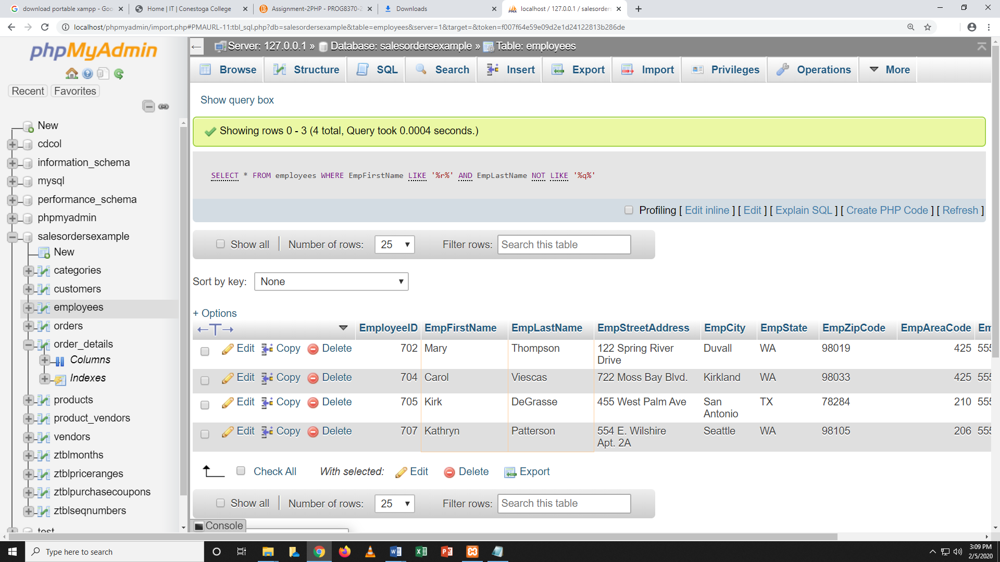 download portable xampp - Goo
Home | IT | Conestoga College
Assignment-2PHP - PROG8370-2
Downloads
localhost / 127.0.0.1 / salesorders
localhost/phpmyadmin/import.php#PMAURL-11:tbl_sql.php?db=salesordersexample&table=employees&server=1&target=&token=f007f64e59e09d2e1d24122813b286de
phpMyAdmin
Recent Favorites
New
cdcol
information_schema
mysql
performance_schema
phpmyadmin
salesordersexample
New
categories
customers
employees
orders
order_details
Columns
Indexes
products
product_vendors
vendors
ztblmonths
ztblpriceranges
ztblpurchasecoupons
ztblseqnumbers
test
Server: 127.0.0.1 » Database: salesordersexample » Table: employees
Browse Structure SQL Search Insert Export Import Privileges Operations More
Show query box
Showing rows 0 - 3 (4 total, Query took 0.0004 seconds.)
SELECT * FROM employees WHERE EmpFirstName LIKE '%r%' AND EmpLastName NOT LIKE '%q%'
Profiling [ Edit inline ] [ Edit ] [ Explain SQL ] [ Create PHP Code ] [ Refresh ]
Show all Number of rows: 25 Filter rows: Search this table
Sort by key: None
+ Options
EmployeeID EmpFirstName EmpLastName EmpStreetAddress EmpCity EmpState EmpZipCode EmpAreaCode Em
Edit Copy Delete 702 Mary Thompson 122 Spring River Drive Duvall WA 98019 425 555
Edit Copy Delete 704 Carol Viescas 722 Moss Bay Blvd. Kirkland WA 98033 425 555
Edit Copy Delete 705 Kirk DeGrasse 455 West Palm Ave San Antonio TX 78284 210 555
Edit Copy Delete 707 Kathryn Patterson 554 E. Wilshire Apt. 2A Seattle WA 98105 206 555
Check All With selected: Edit Delete Export
Show all Number of rows: 25 Filter rows: Search this table
Console
Type here to search
3:09 PM
2/5/2020